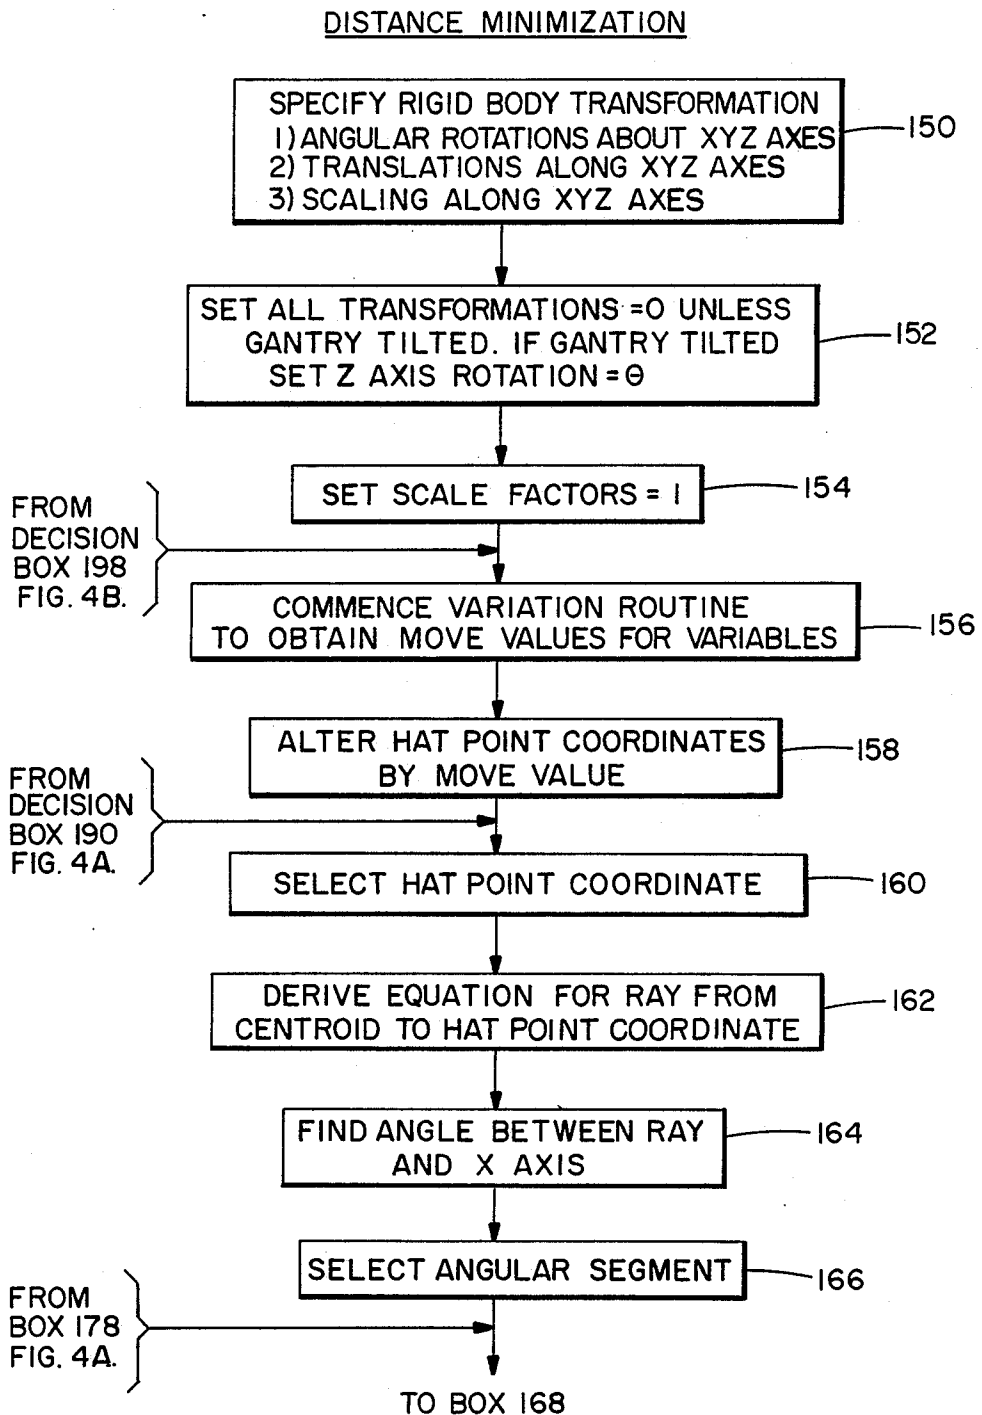 DISTANCE MINIMIZATION
SPECIFY RIGID BODY TRANSFORMATION
1) ANGULAR ROTATIONS ABOUT XYZ AXES
2) TRANSLATIONS ALONG XYZ AXES
3) SCALING ALONG XYZ AXES
150
SET ALL TRANSFORMATIONS = 0 UNLESS
GANTRY TILTED. IF GANTRY TILTED
SET Z AXIS ROTATION = Θ
152
SET SCALE FACTORS = 1
154
FROM
DECISION
BOX 198
FIG. 4B.
COMMENCE VARIATION ROUTINE
TO OBTAIN MOVE VALUES FOR VARIABLES
156
ALTER HAT POINT COORDINATES
BY MOVE VALUE
158
FROM
DECISION
BOX 190
FIG. 4A.
SELECT HAT POINT COORDINATE
160
DERIVE EQUATION FOR RAY FROM
CENTROID TO HAT POINT COORDINATE
162
FIND ANGLE BETWEEN RAY
AND X AXIS
164
SELECT ANGULAR SEGMENT
166
FROM
BOX 178
FIG. 4A.
TO BOX 168